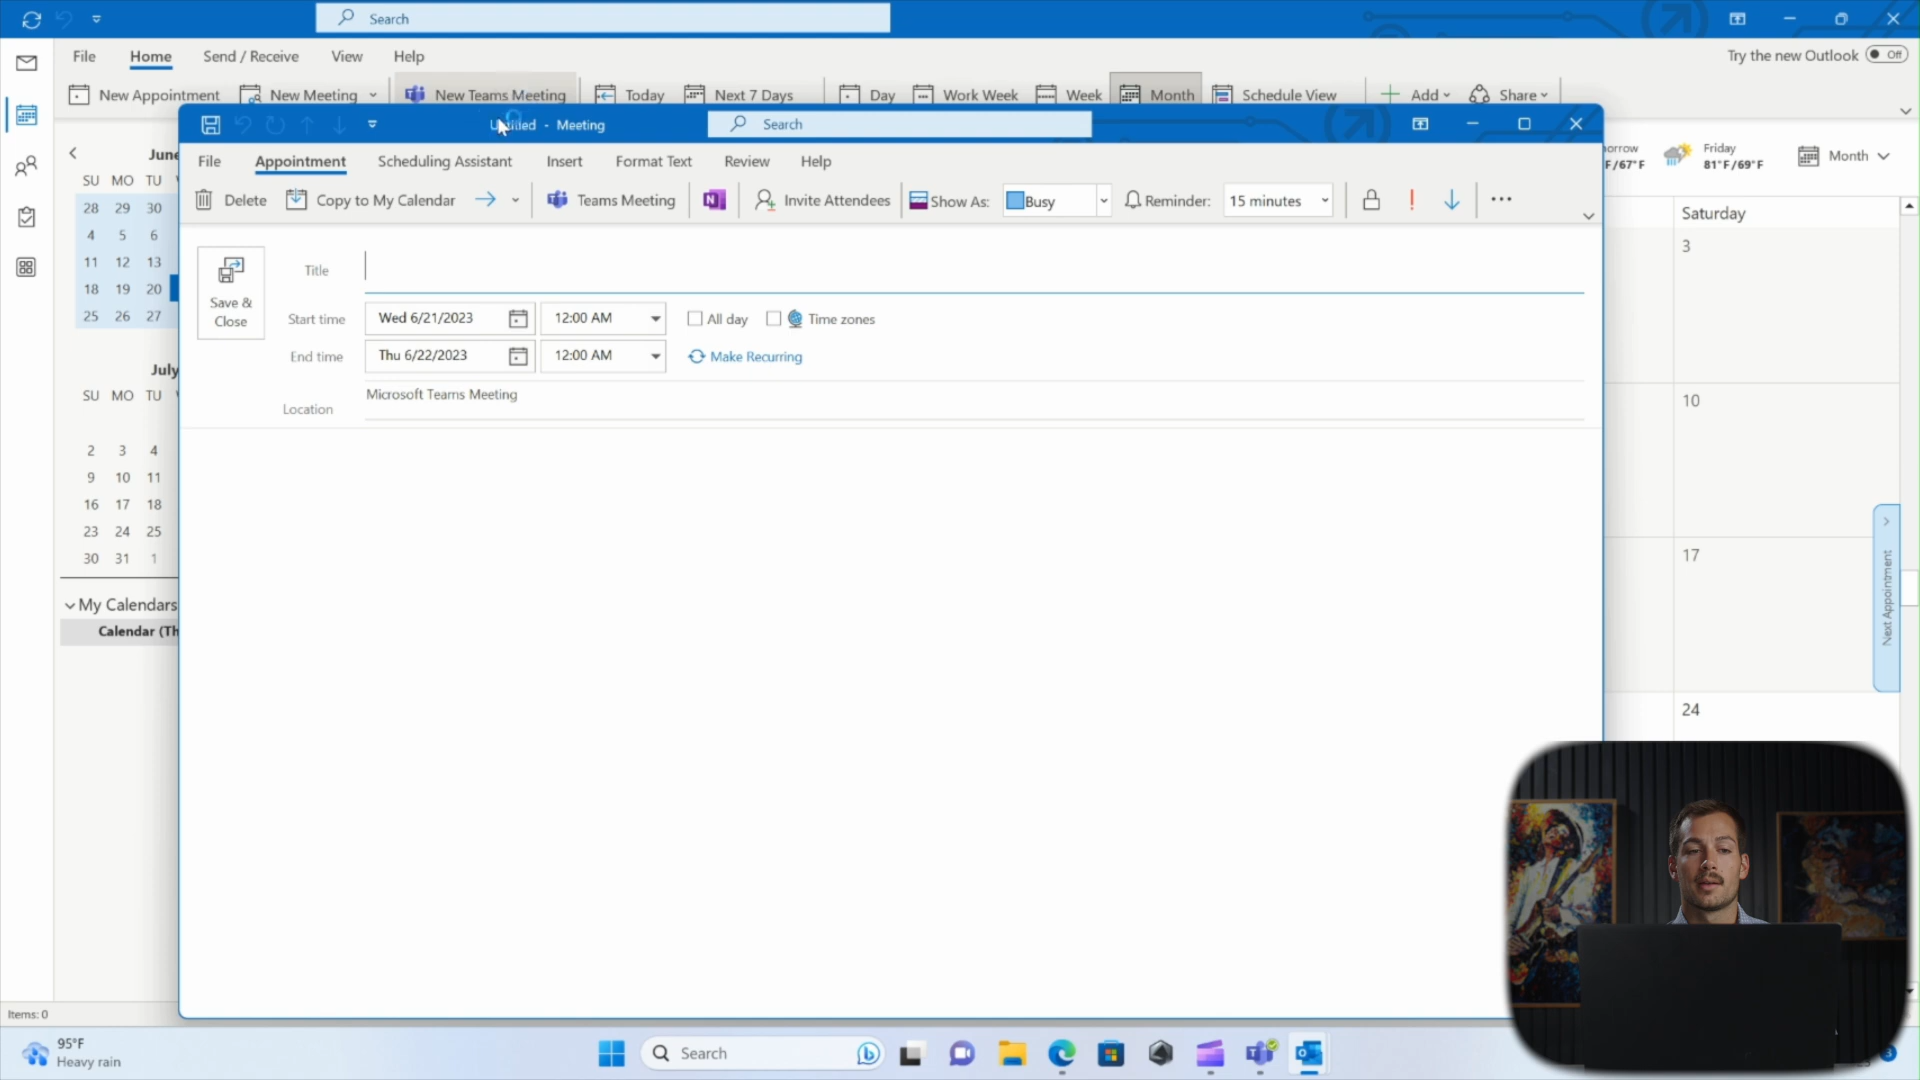 Search
File Home Send / Receive View Help
Try the new Outlook Off
New Appointment New Meeting New Teams Meeting Today Next 7 Days Day Work Week Week Month Schedule View Add Share
Untitled - Meeting Search
File Appointment Scheduling Assistant Insert Format Text Review Help
Delete Copy to My Calendar Teams Meeting Invite Attendees Show As: Busy Reminder: 15 minutes
Save &
Close
Title
Start time Wed 6/21/2023 12:00 AM All day Time zones
End time Thu 6/22/2023 12:00 AM Make Recurring
Location Microsoft Teams Meeting
June
SU MO TU
28 29 30
4 5 6
11 12 13
18 19 20
25 26 27
July
SU MO TU
2 3 4
9 10 11
16 17 18
23 24 25
30 31 1
My Calendars
Calendar (Th
Items: 0
Friday
F/67°F 81°F/69°F
Month
Saturday
3
10
17
24
Next Appointment
95°F
Heavy rain
Search
3